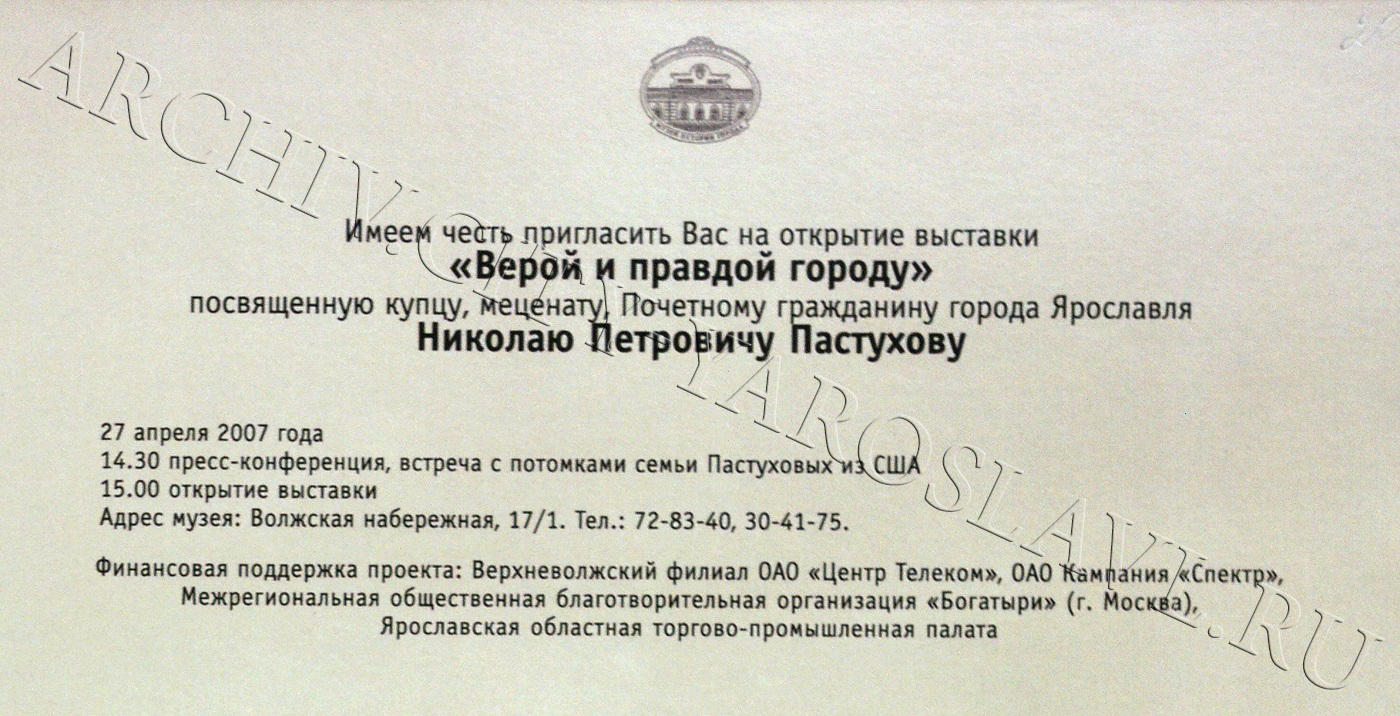 Имеем честь пригласить Вас на открытие выставки
«Верой и правдой городу»
посвященную купцу, меценату, Почетному гражданину города Ярославля
Николаю Петровичу Пастухову
27 апреля 2007 года
14.30 пресс-конференция, встреча с потомками семьи Пастуховых из США
15.00 открытие выставки
Адрес музея: Волжская набережная, 17/1. Тел.: 72-83-40, 30-41-75.
Финансовая поддержка проекта: Верхневолжский филиал ОАО «Центр Телеком», ОАО Кампания «Спектр»,
Межрегиональная общественная благотворительная организация «Богатыри» (г. Москва),
Ярославская областная торгово-промышленная палата
ARCHIV.CITY-YAROSLAVL.RU